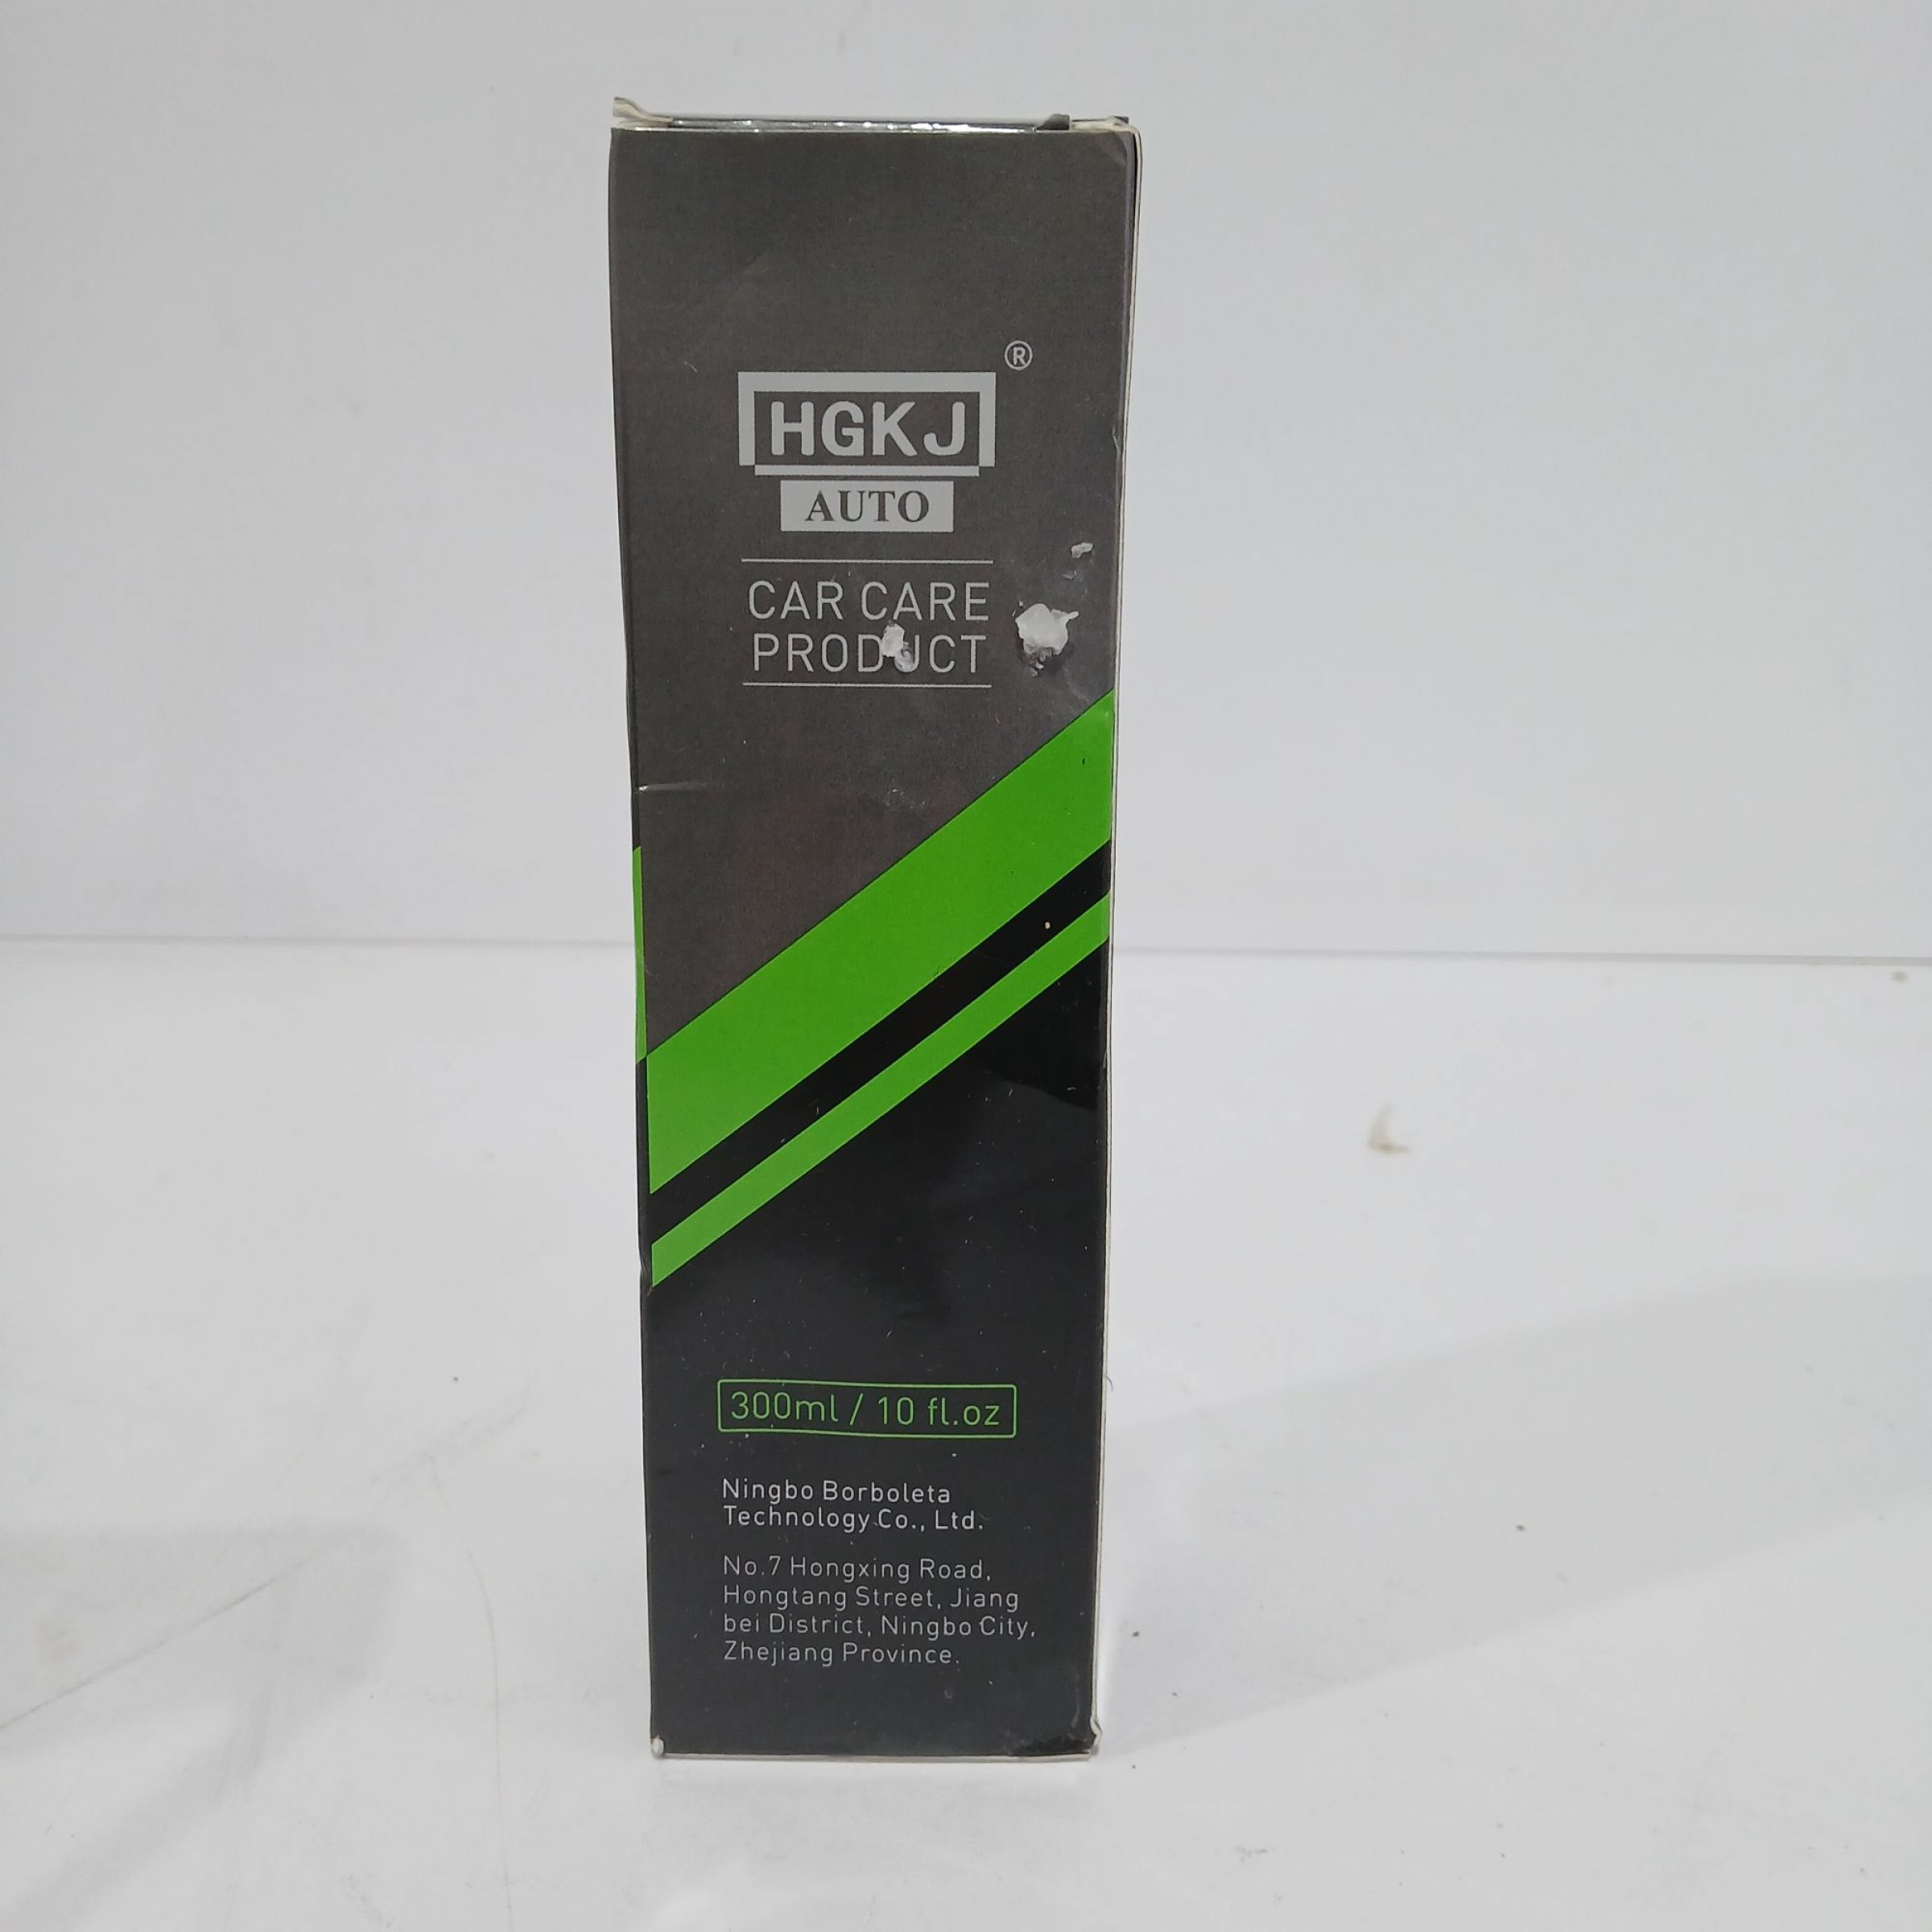 ®
HGKJ
AUTO
CAR CARE
PRODUCT
300ml / 10 fl.oz
Ningbo Borboleta
Technology Co., Ltd.
No.7 Hongxing Road,
Hongtang Street, Jiang
bei District, Ningbo City,
Zhejiang Province.